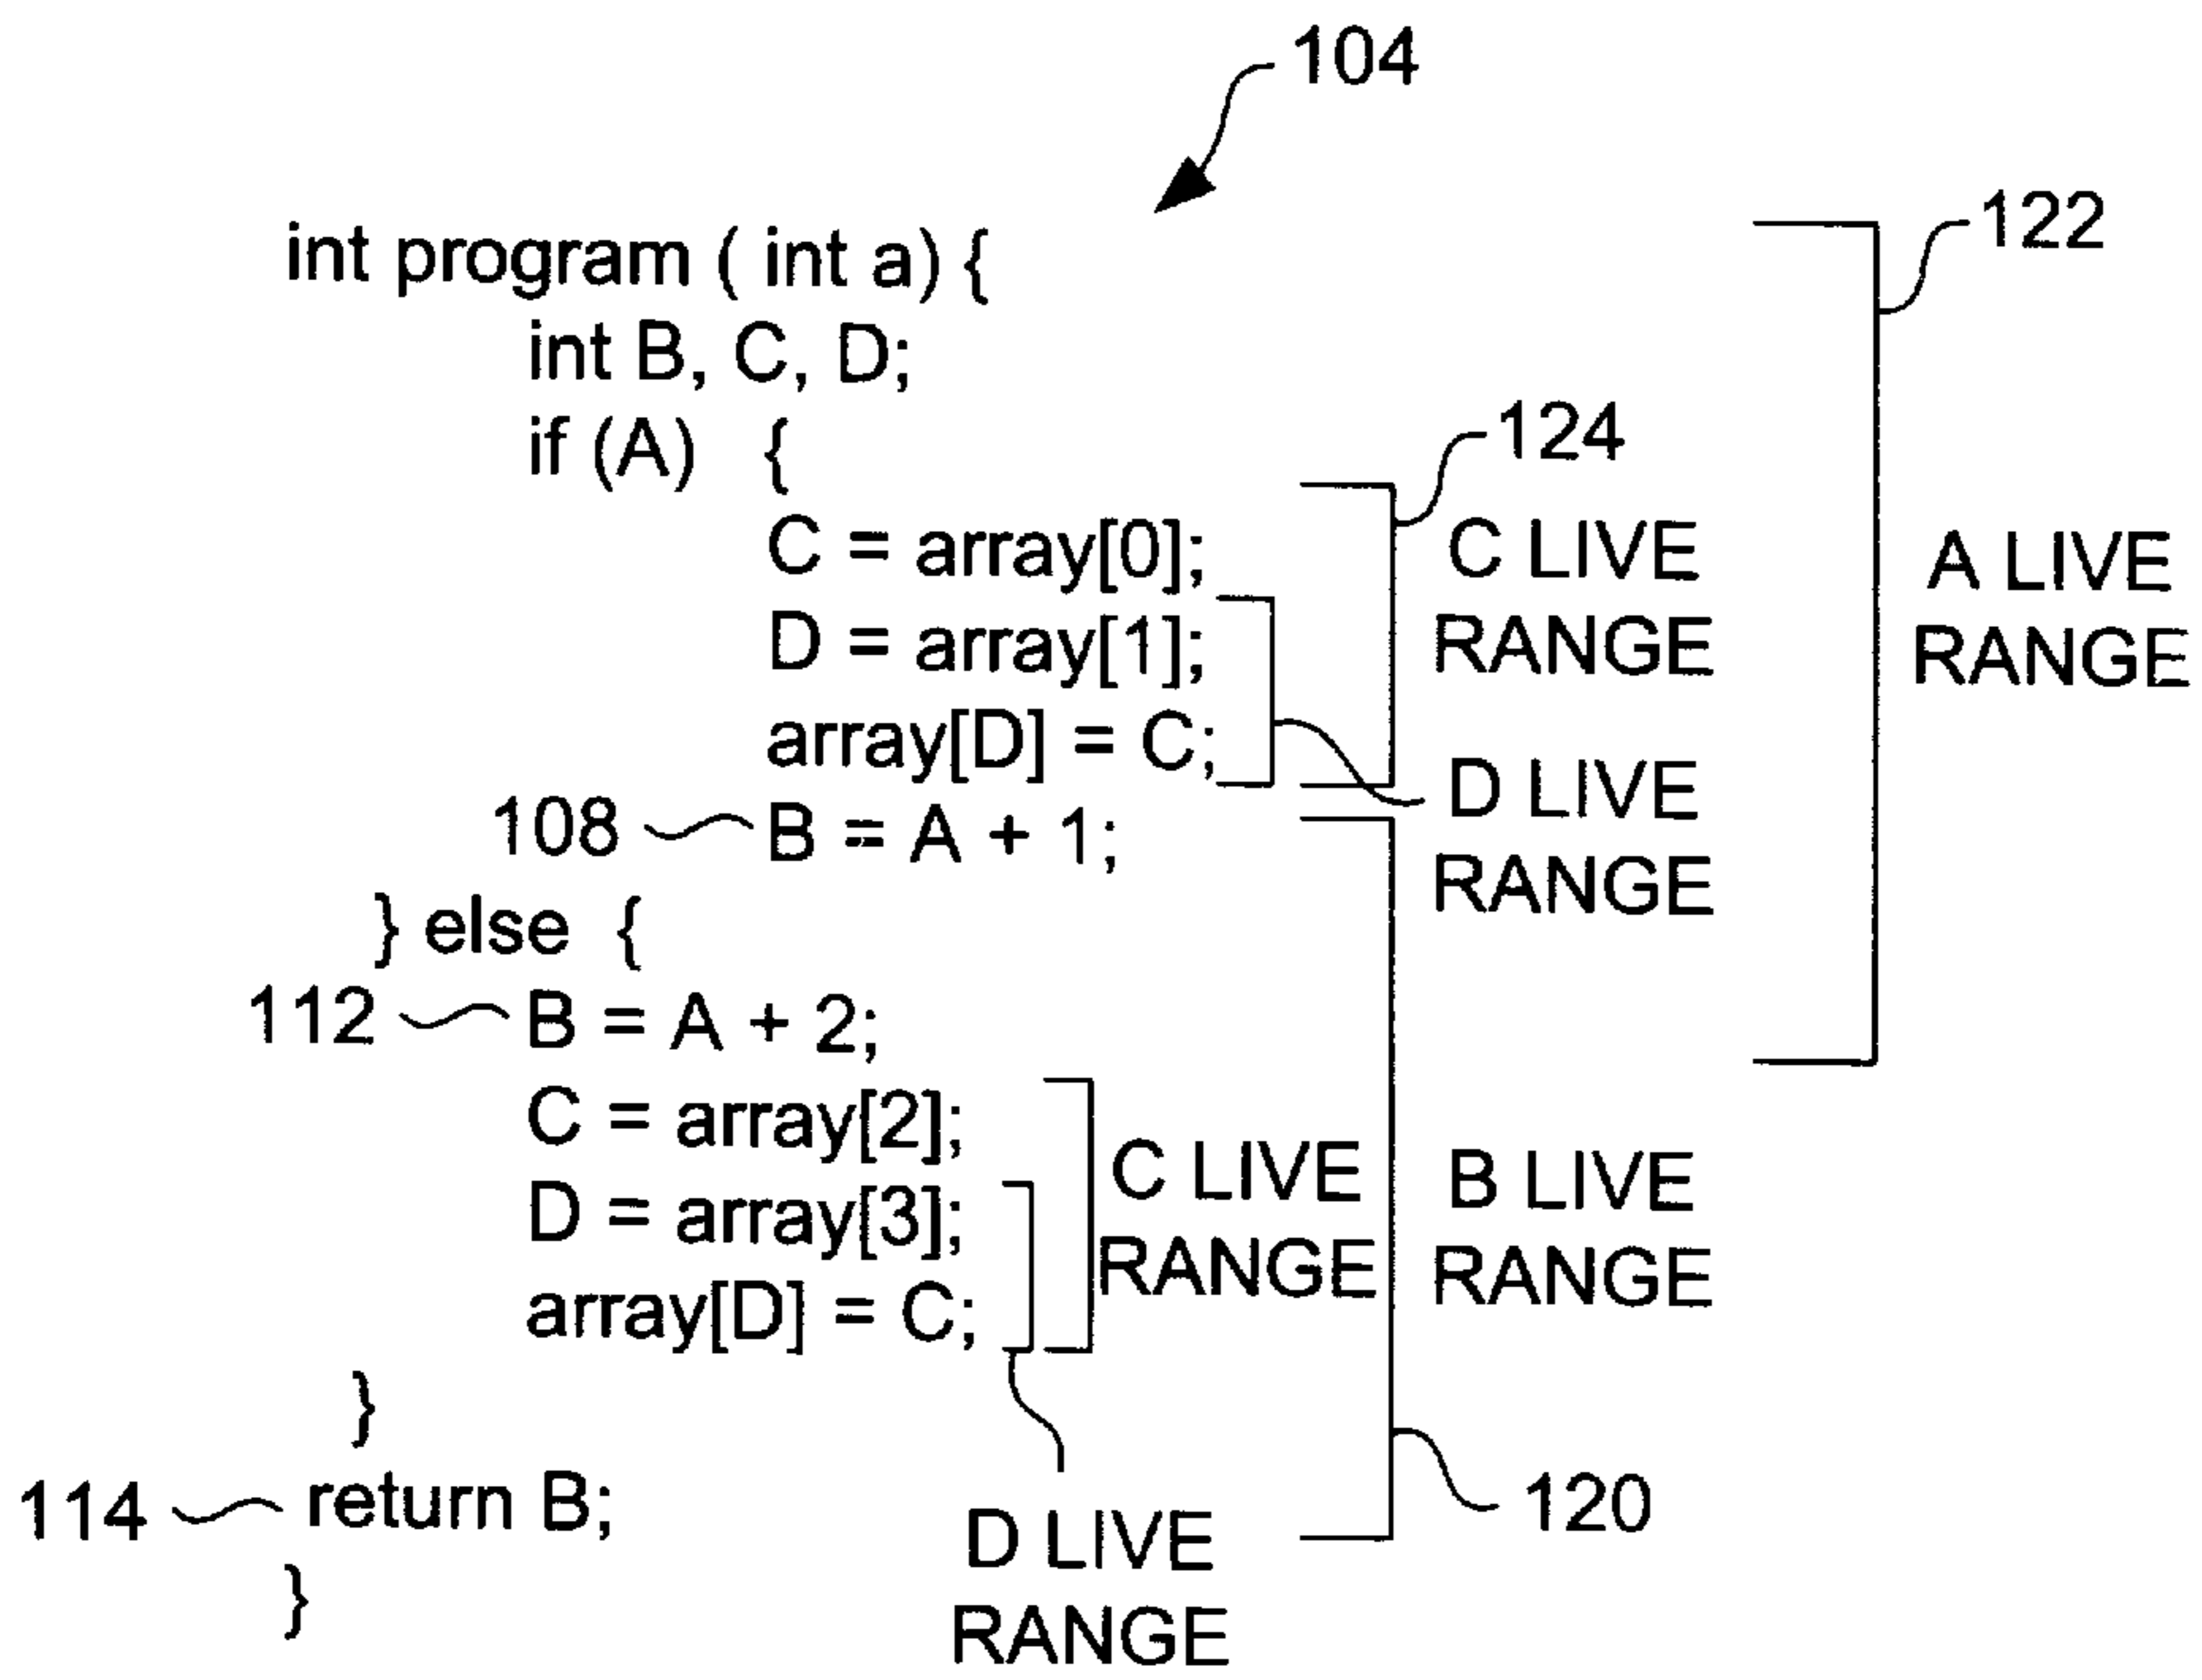 104
122
int program ( int a) {
int B, C, D;
if (A) {
124
C = array[0];
C LIVE
RANGE
A LIVE
RANGE
D = array[1];
array[D] = C;
D LIVE
RANGE
108
B = A + 1;
} else {
112
B = A + 2;
C = array[2];
C LIVE
RANGE
B LIVE
RANGE
D = array[3];
array[D] = C;
}
114
return B;
D LIVE
RANGE
120
}